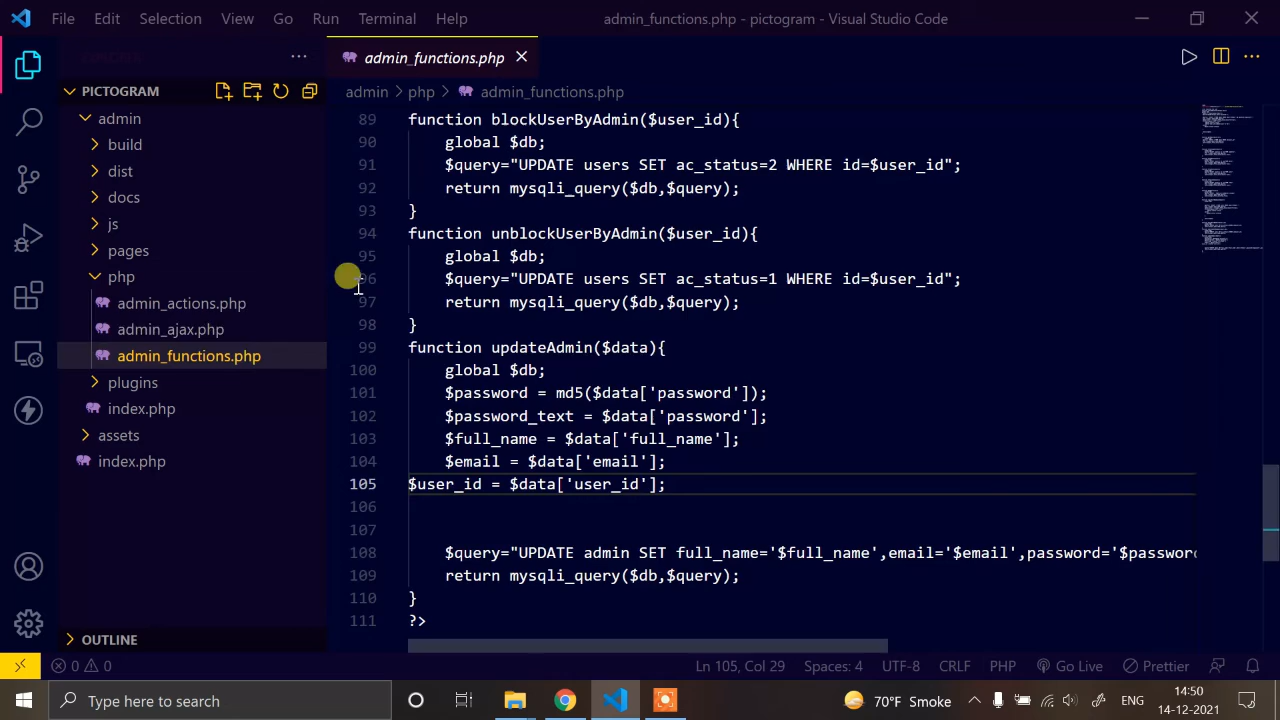 File Edit Selection View Go Run Terminal Help admin_functions.php - pictogram - Visual Studio Code
admin_functions.php
PICTOGRAM
admin > php > admin_functions.php
admin
build
dist
docs
js
pages
php
admin_actions.php
admin_ajax.php
admin_functions.php
plugins
index.php
assets
index.php
OUTLINE
89 function blockUserByAdmin($user_id){
90 global $db;
91 $query="UPDATE users SET ac_status=2 WHERE id=$user_id";
92 return mysqli_query($db,$query);
93 }
94 function unblockUserByAdmin($user_id){
95 global $db;
96 $query="UPDATE users SET ac_status=1 WHERE id=$user_id";
97 return mysqli_query($db,$query);
98 }
99 function updateAdmin($data){
100 global $db;
101 $password = md5($data['password']);
102 $password_text = $data['password'];
103 $full_name = $data['full_name'];
104 $email = $data['email'];
105 $user_id = $data['user_id'];
106
107
108 $query="UPDATE admin SET full_name='$full_name',email='$email',password='$passwor
109 return mysqli_query($db,$query);
110 }
111 ?>
0 0 Ln 105, Col 29 Spaces: 4 UTF-8 CRLF PHP Go Live Prettier
Type here to search 70°F Smoke ENG 14:50
14-12-2021